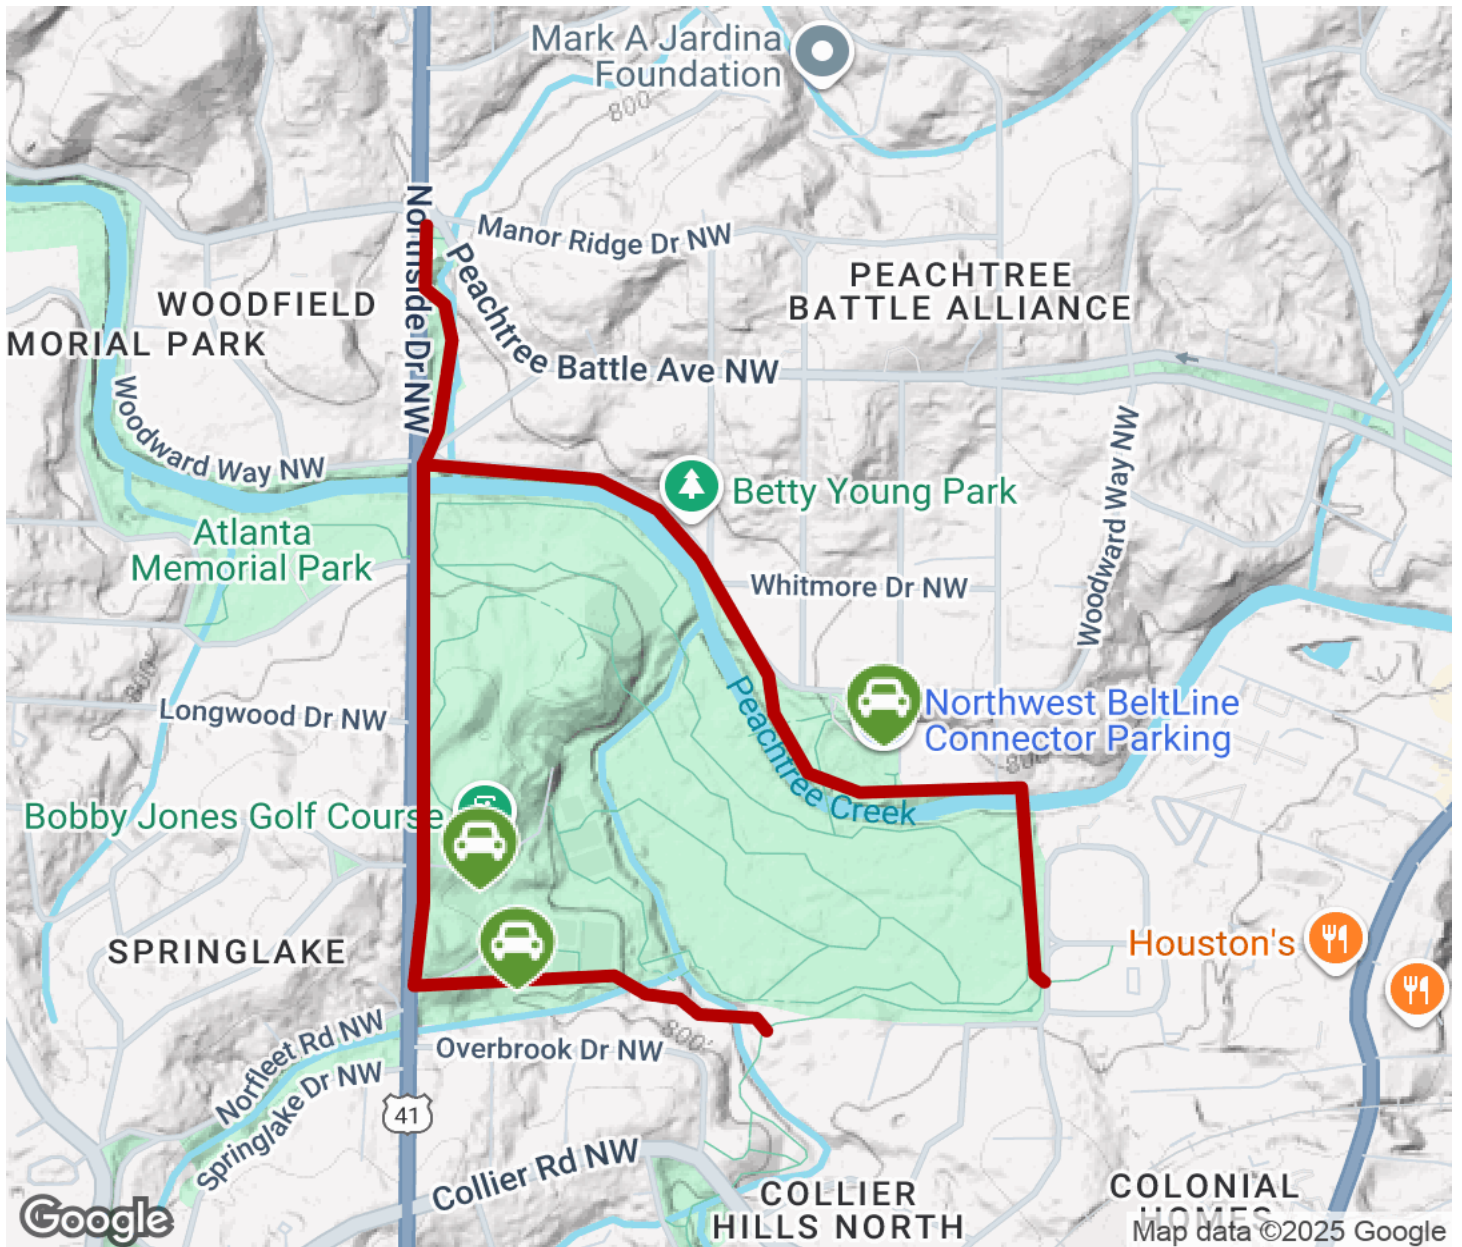 Mark A Jardina
Foundation
800
Northside Dr NW
Manor Ridge Dr NW
Peachtree Battle Ave NW
PEACHTREE
BATTLE ALLIANCE
WOODFIELD
MORIAL PARK
Woodward Way NW
Woodward Way NW
Betty Young Park
Atlanta
Memorial Park
Whitmore Dr NW
800'
Longwood Dr NW
Peachtree Creek
Northwest BeltLine
Connector Parking
800
Bobby Jones Golf Course
SPRINGLAKE
Houston's
Norfleet Rd NW
Springlake Dr NW
Overbrook Dr NW
800'
41
Collier Rd NW
COLLIER
HILLS NORTH
COLONIAL
HOMES
Google
Map data ©2025 Google